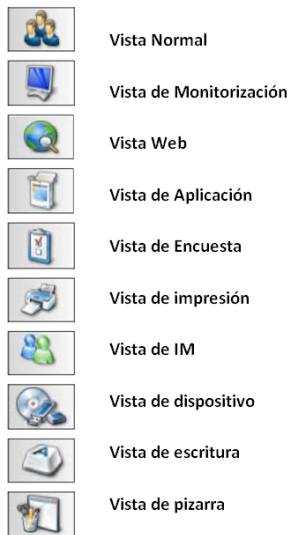 Vista Normal
Vista de Monitorización
Vista Web
Vista de Aplicación
Vista de Encuesta
Vista de impresión
Vista de IM
Vista de dispositivo
Vista de escritura
Vista de pizarra